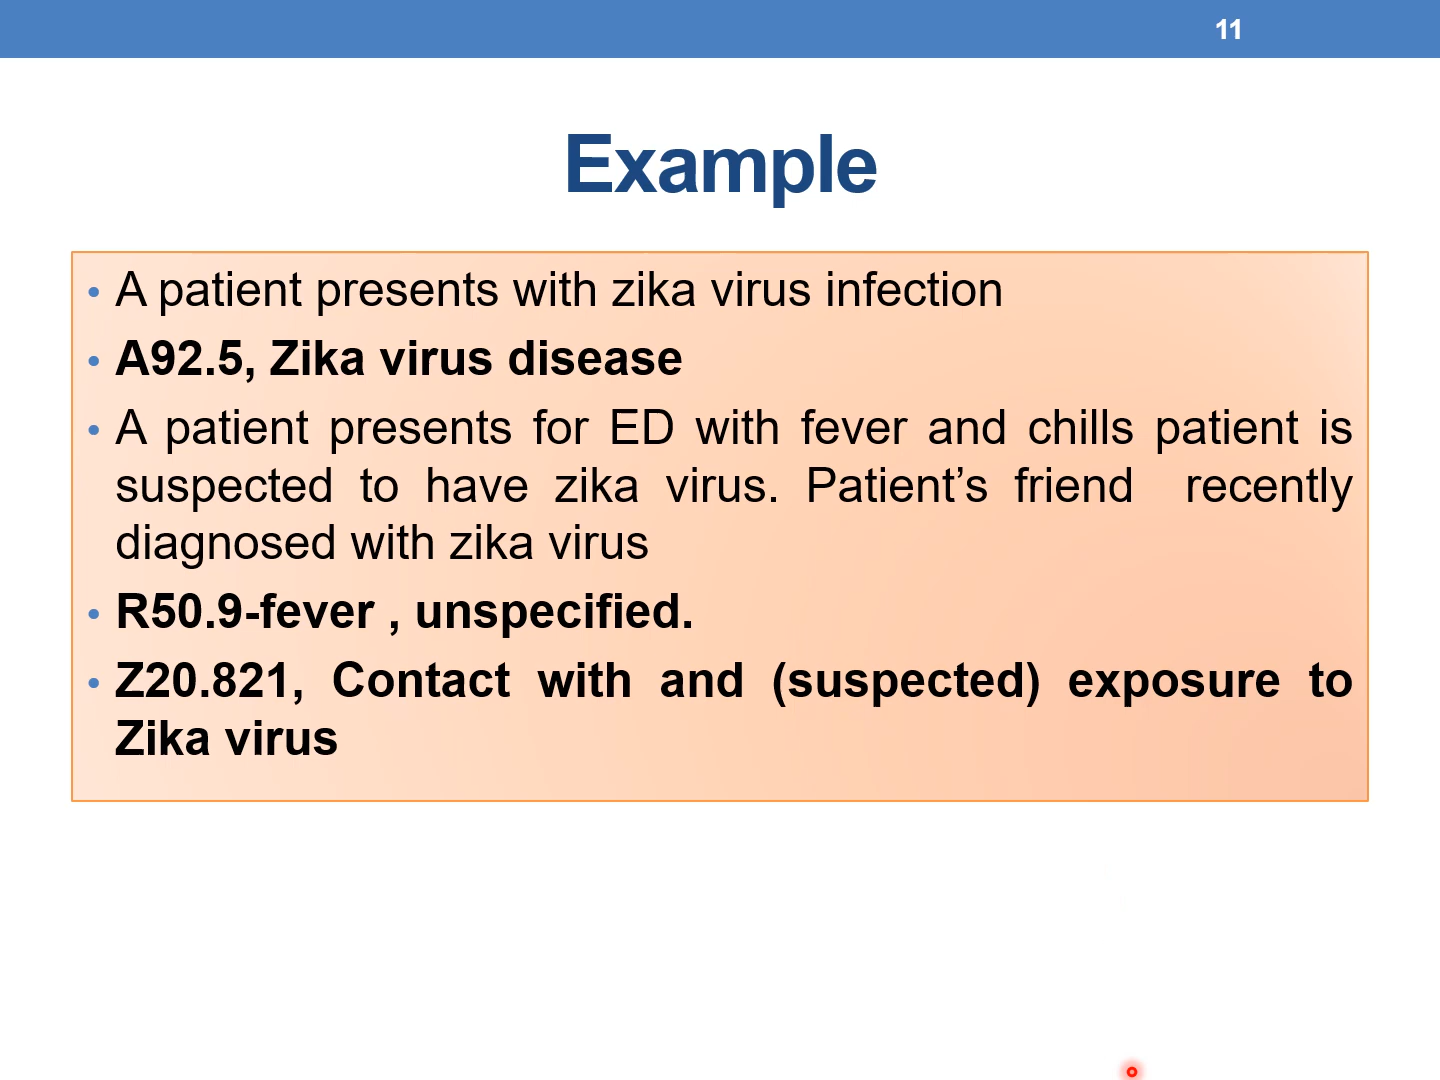 11
Example
• A patient presents with zika virus infection
• A92.5, Zika virus disease
• A patient presents for ED with fever and chills patient is
suspected to have zika virus. Patient’s friend recently
diagnosed with zika virus
• R50.9-fever , unspecified.
• Z20.821, Contact with and (suspected) exposure to
Zika virus